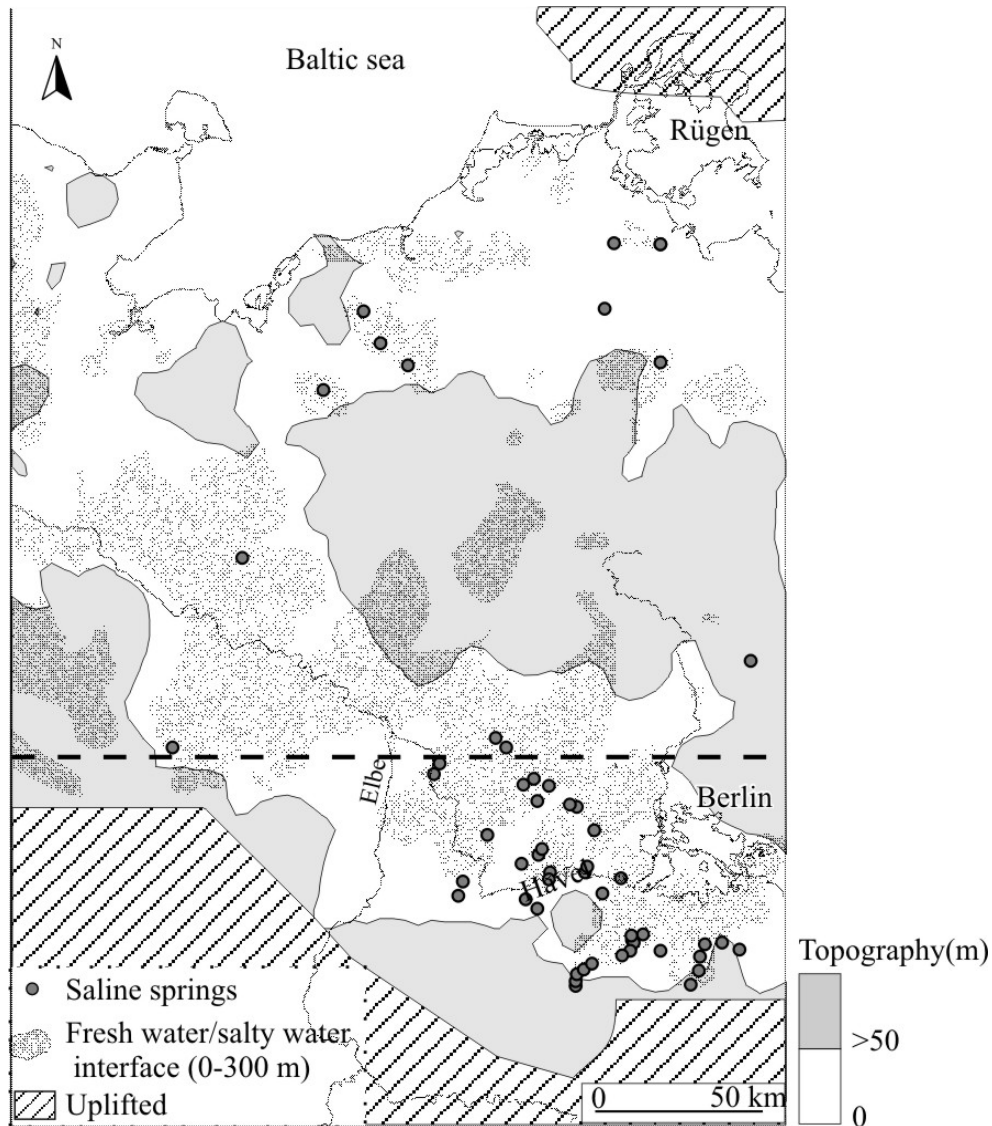 N
Baltic sea
Rügen
Elbe
Berlin
Havel
Topography(m)
>50
0
Saline springs
Fresh water/salty water
interface (0-300 m)
Uplifted
0 50 km